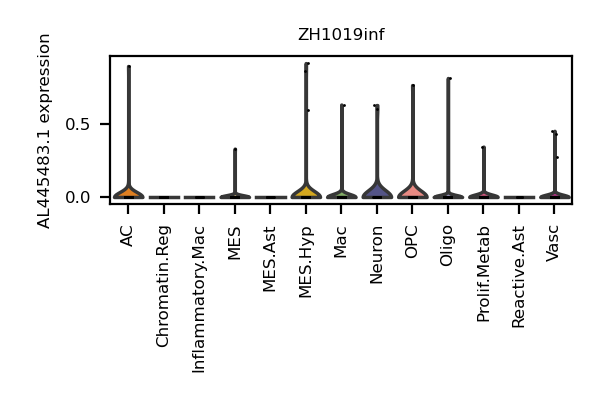 ZH1019inf
AL445483.1 expression
0.5
0.0
AC
Chromatin.Reg
Inflammatory.Mac
MES
MES.Ast
MES.Hyp
Mac
Neuron
OPC
Oligo
Prolif.Metab
Reactive.Ast
Vasc